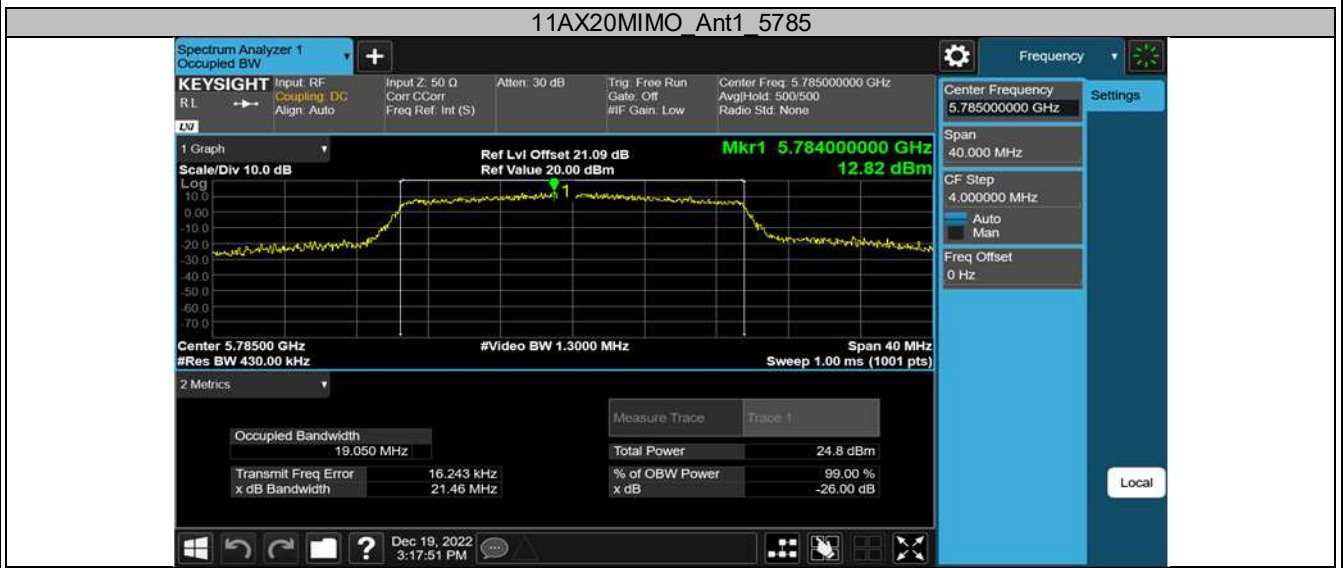 11AX20MIMO_Ant1_5785
Spectrum Analyzer 1
Occupied BW
+
Frequency
KEYSIGHT
R L
LXI
Input: RF
Coupling: DC
Align: Auto
Input Z: 50 Ω
Corr CCorr
Freq Ref: Int (S)
Atten: 30 dB
Trig: Free Run
Gate: Off
#IF Gain: Low
Center Freq: 5.785000000 GHz
Avg|Hold: 500/500
Radio Std: None
1 Graph
Scale/Div 10.0 dB
Ref Lvl Offset 21.09 dB
Ref Value 20.00 dBm
Mkr1 5.784000000 GHz
12.82 dBm
Log
10.0
0.00
-10.0
-20.0
-30.0
-40.0
-50.0
-60.0
-70.0
1
Center 5.78500 GHz
#Res BW 430.00 kHz
#Video BW 1.3000 MHz
Span 40 MHz
Sweep 1.00 ms (1001 pts)
2 Metrics
Measure Trace
Trace 1
Occupied Bandwidth
19.050 MHz
Total Power
24.8 dBm
Transmit Freq Error
16.243 kHz
% of OBW Power
99.00 %
x dB Bandwidth
21.46 MHz
x dB
-26.00 dB
Center Frequency
5.785000000 GHz
Span
40.000 MHz
CF Step
4.000000 MHz
Auto
Man
Freq Offset
0 Hz
Settings
Local
?
Dec 19, 2022
3:17:51 PM